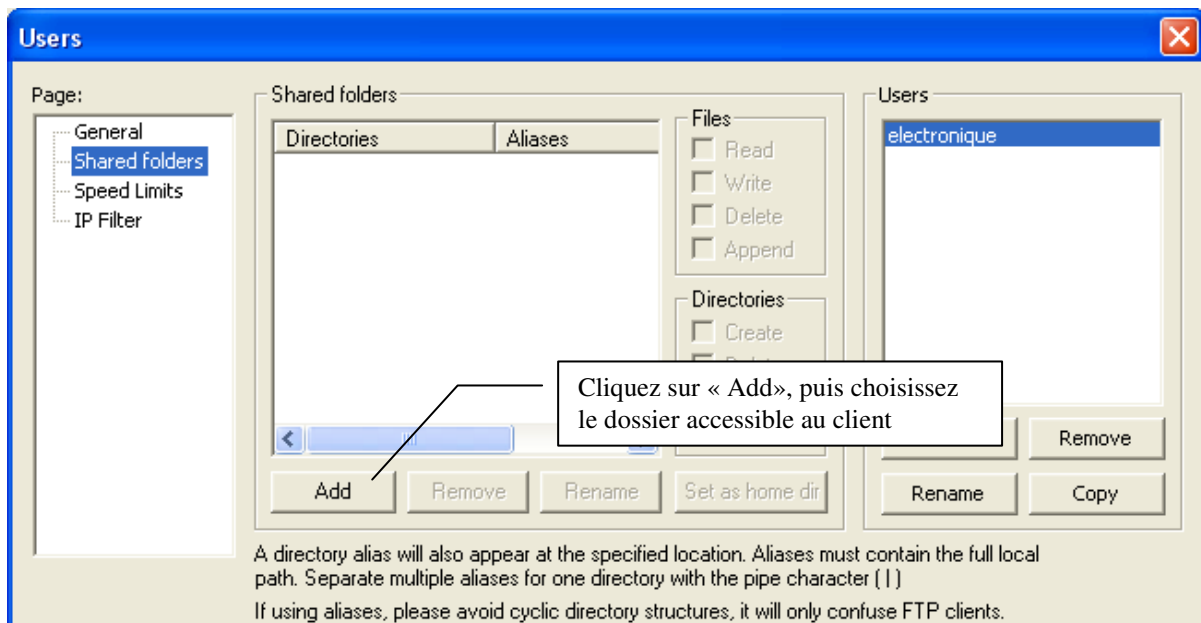 Users
Page:
General
Shared folders
Speed Limits
IP Filter
Shared folders
Directories
Aliases
Files
Read
Write
Delete
Append
Directories
Create
Users
electronique
Cliquez sur « Add», puis choisissez
le dossier accessible au client
Add
Remove
Rename
Set as home dir
Remove
Rename
Copy
A directory alias will also appear at the specified location. Aliases must contain the full local
path. Separate multiple aliases for one directory with the pipe character ( | )
If using aliases, please avoid cyclic directory structures, it will only confuse FTP clients.